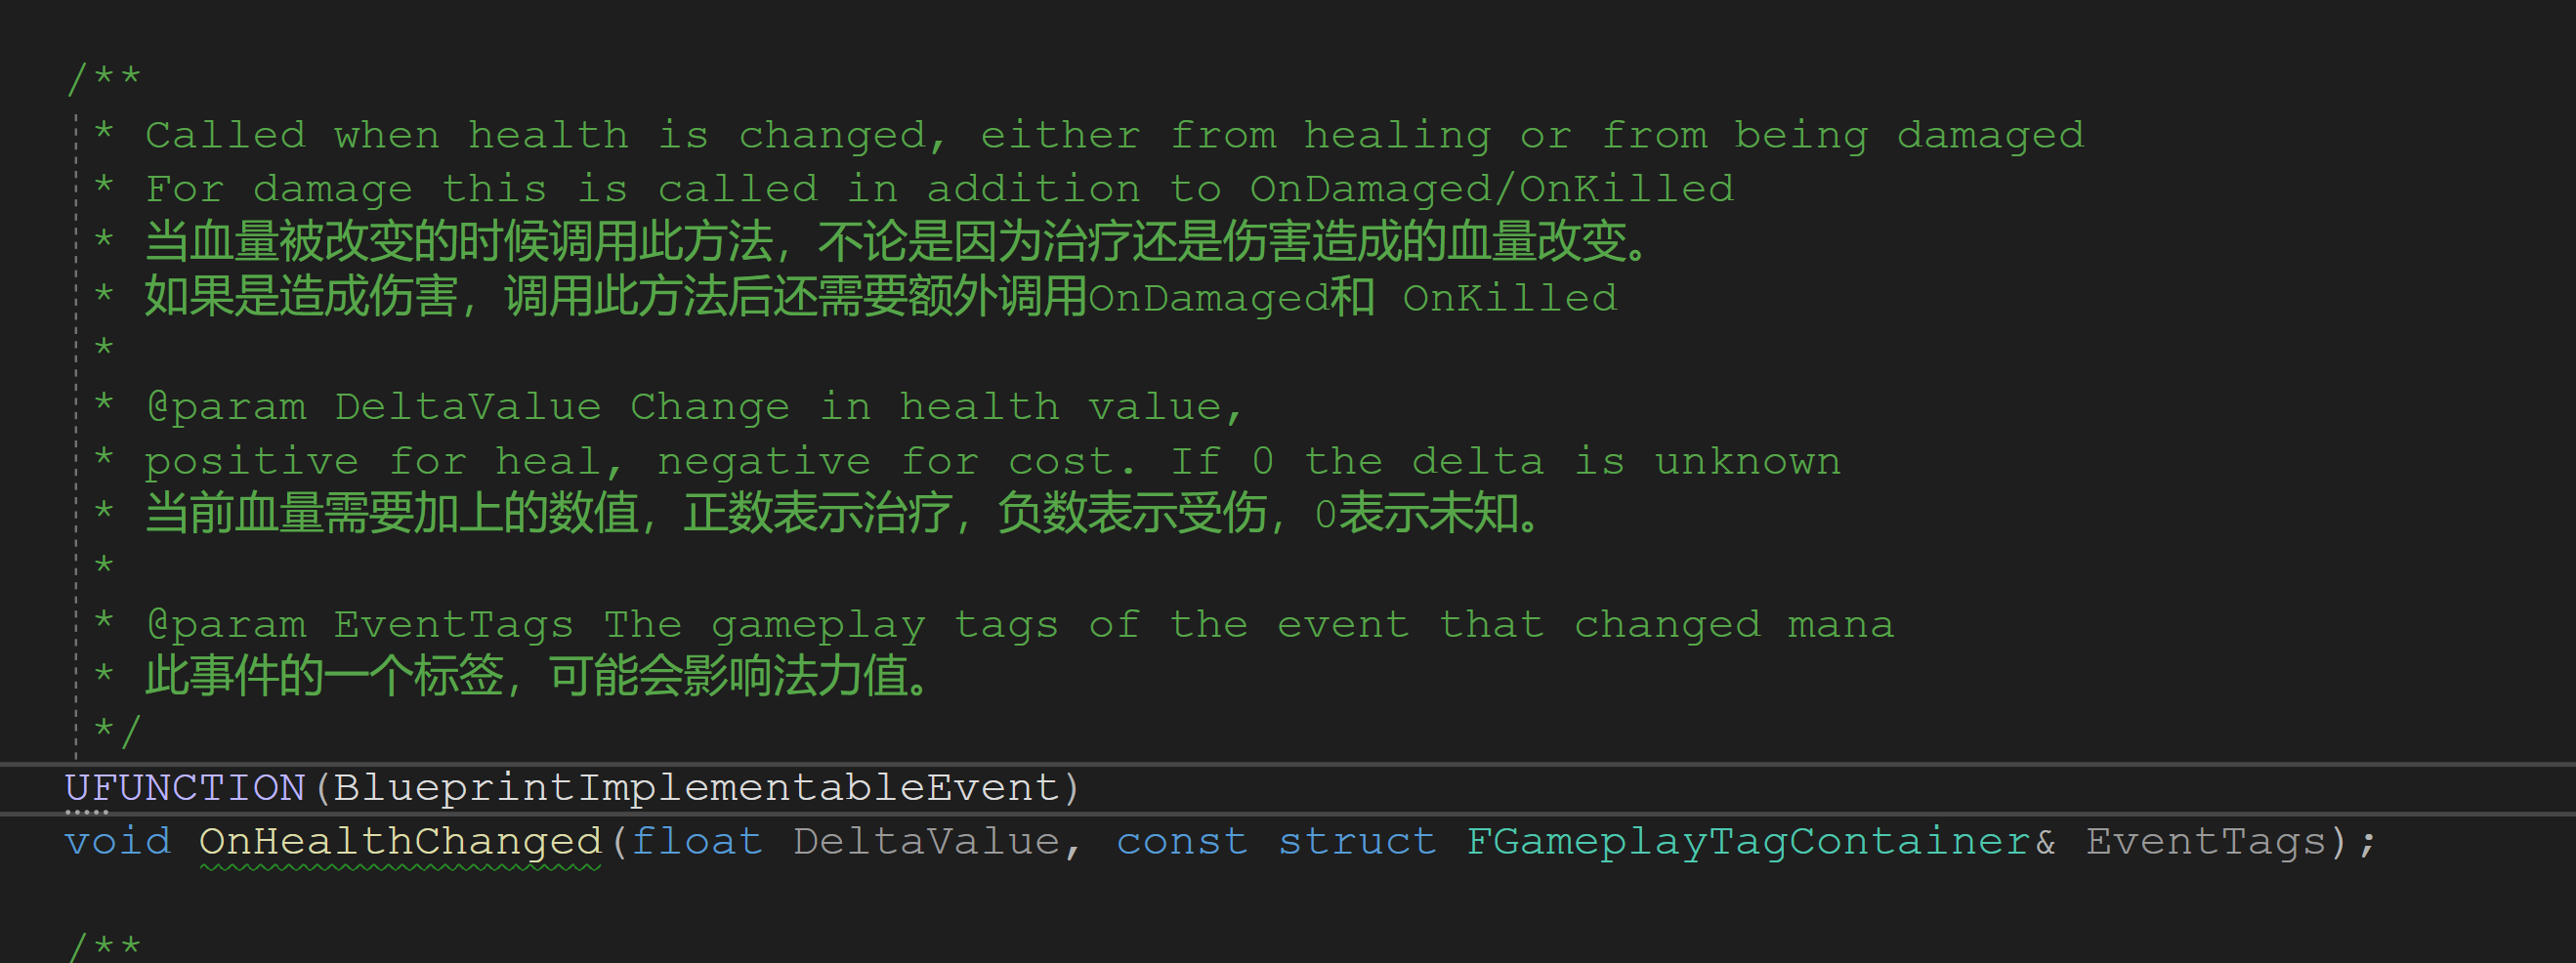 /**
* Called when health is changed, either from healing or from being damaged
* For damage this is called in addition to OnDamaged/OnKilled
* 当血量被改变的时候调用此方法，不论是因为治疗还是伤害造成的血量改变。
* 如果是造成伤害，调用此方法后还需要额外调用OnDamaged和 OnKilled
*
* @param DeltaValue Change in health value,
* positive for heal, negative for cost. If 0 the delta is unknown
* 当前血量需要加上的数值，正数表示治疗，负数表示受伤，0表示未知。
*
* @param EventTags The gameplay tags of the event that changed mana
* 此事件的一个标签，可能会影响法力值。
*/
UFUNCTION(BlueprintImplementableEvent)
void OnHealthChanged(float DeltaValue, const struct FGameplayTagContainer& EventTags);
/**